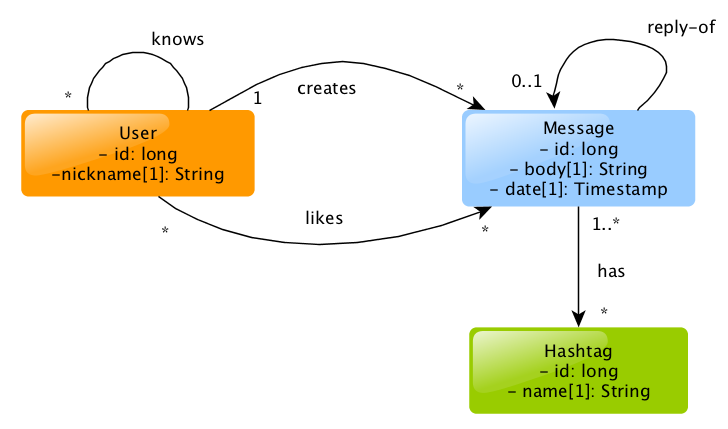 reply-of
knows
0..1
*
creates
*
1
User
- id: long
-nickname[1]: String
Message
- id: long
- body[1]: String
- date[1]: Timestamp
likes
*
*
1..*
has
*
Hashtag
- id: long
- name[1]: String